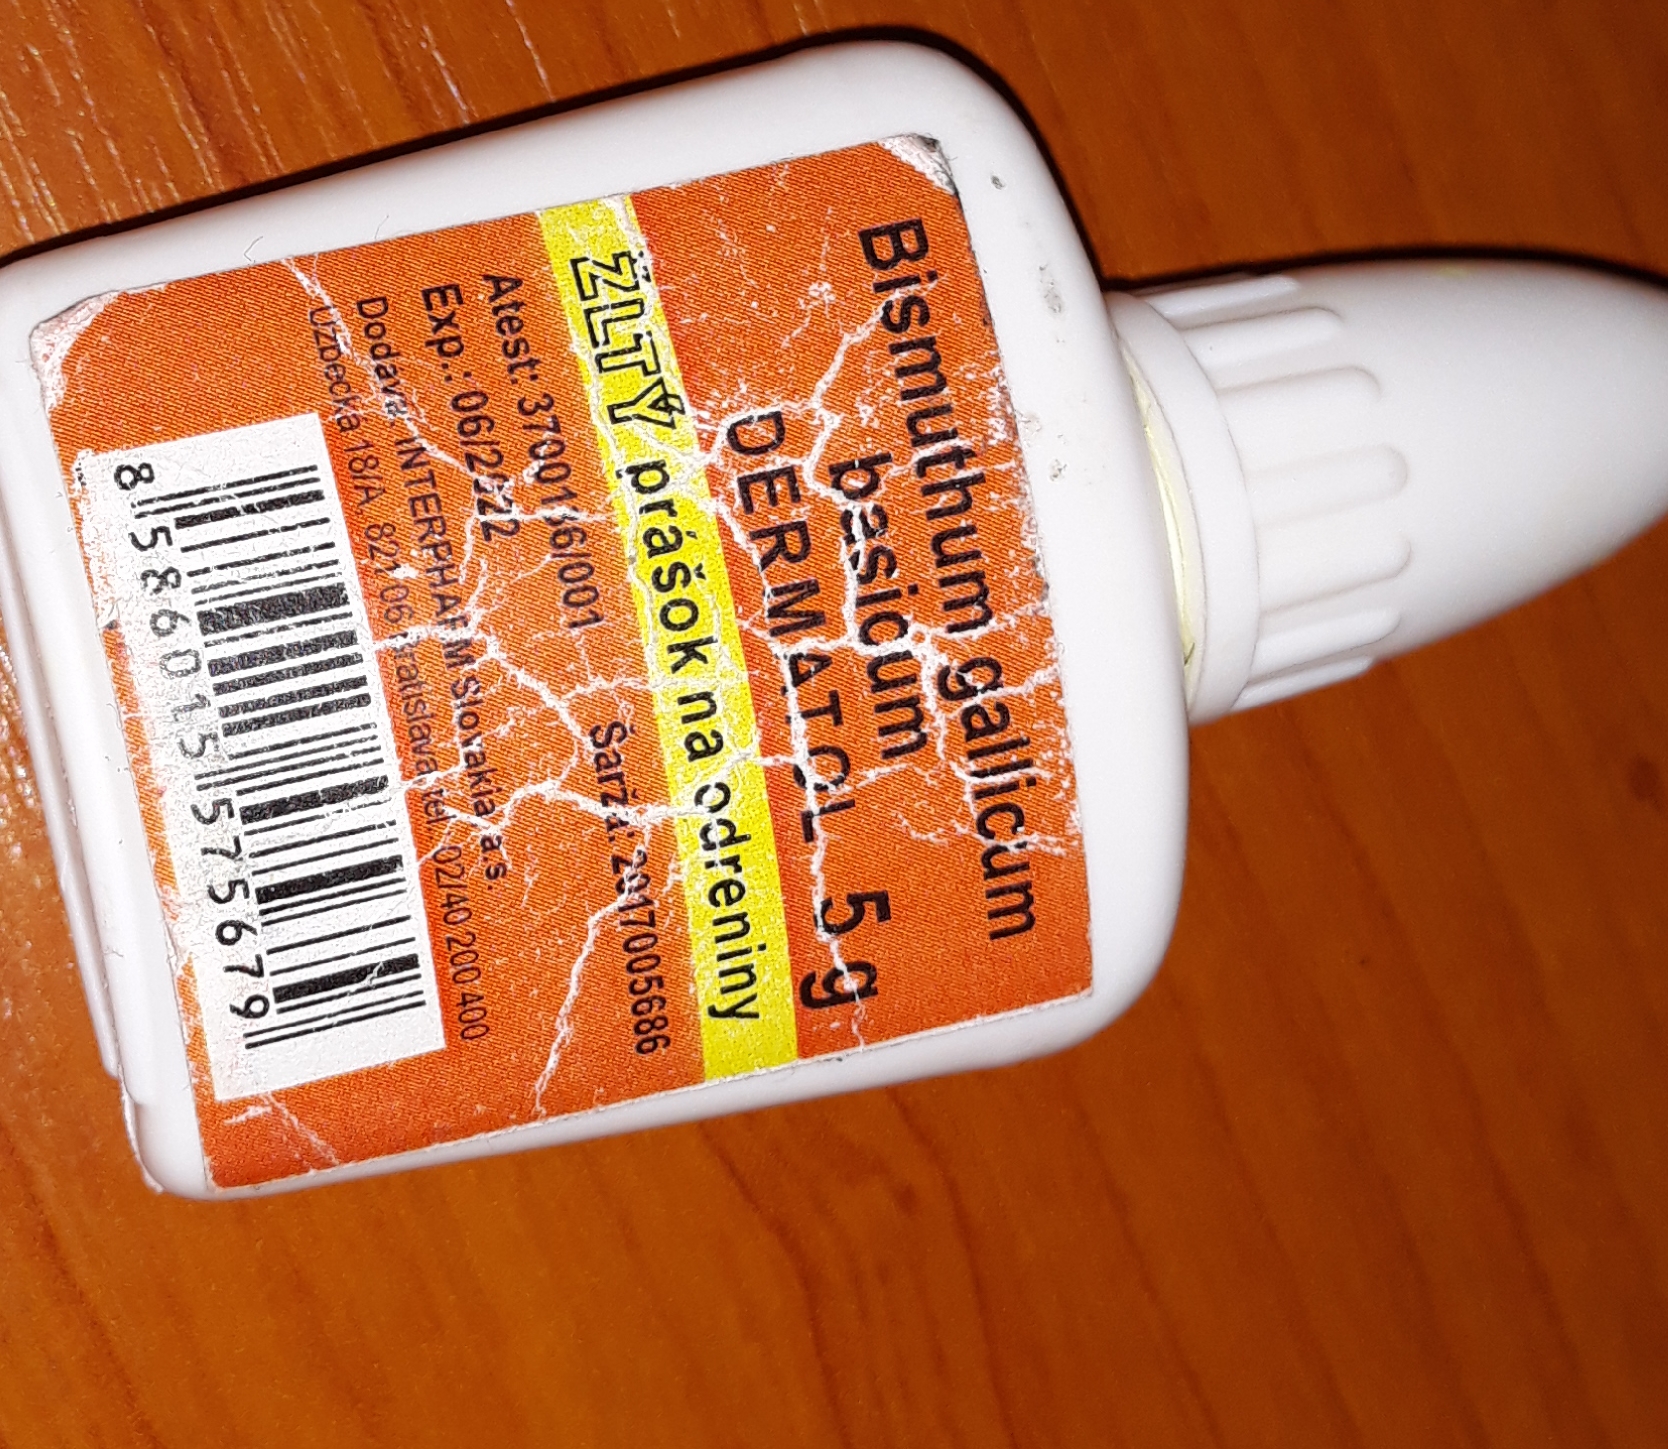 Bismuthum gallicum
basicum
DERMATOL 5 g
ŽLTÝ prášok na odreniny
Atest: 370016/001 Šarža: 2017005686
Exp.: 06/2022
Dodáva: INTERPHARM Slovakia, a.s.
Uzbecká 18/A, 821 06 Bratislava, tel. 02/40 200 400
8 586015 575679